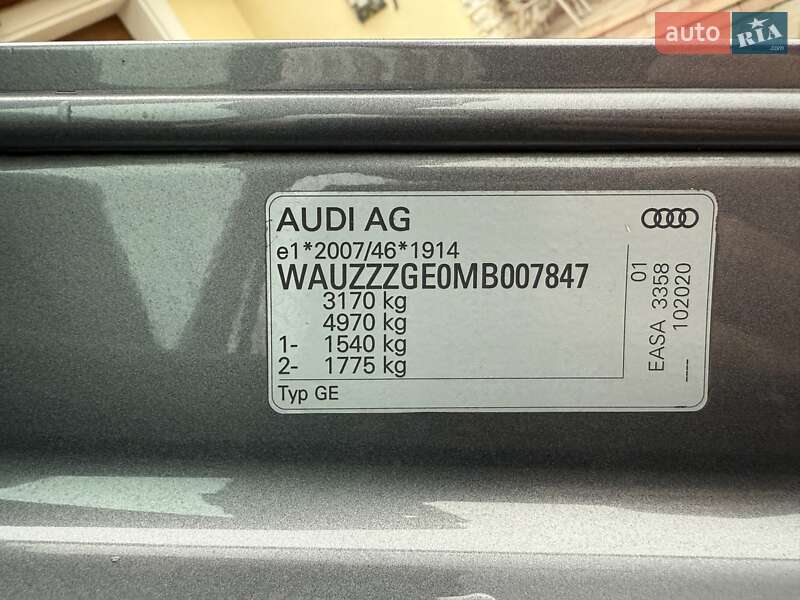 auto RIA
.com
AUDI AG
e1*2007/46*1914
WAUZZZGE0MB007847
3170 kg
4970 kg
1- 1540 kg
2- 1775 kg
Typ GE
01
EASA 3358
102020